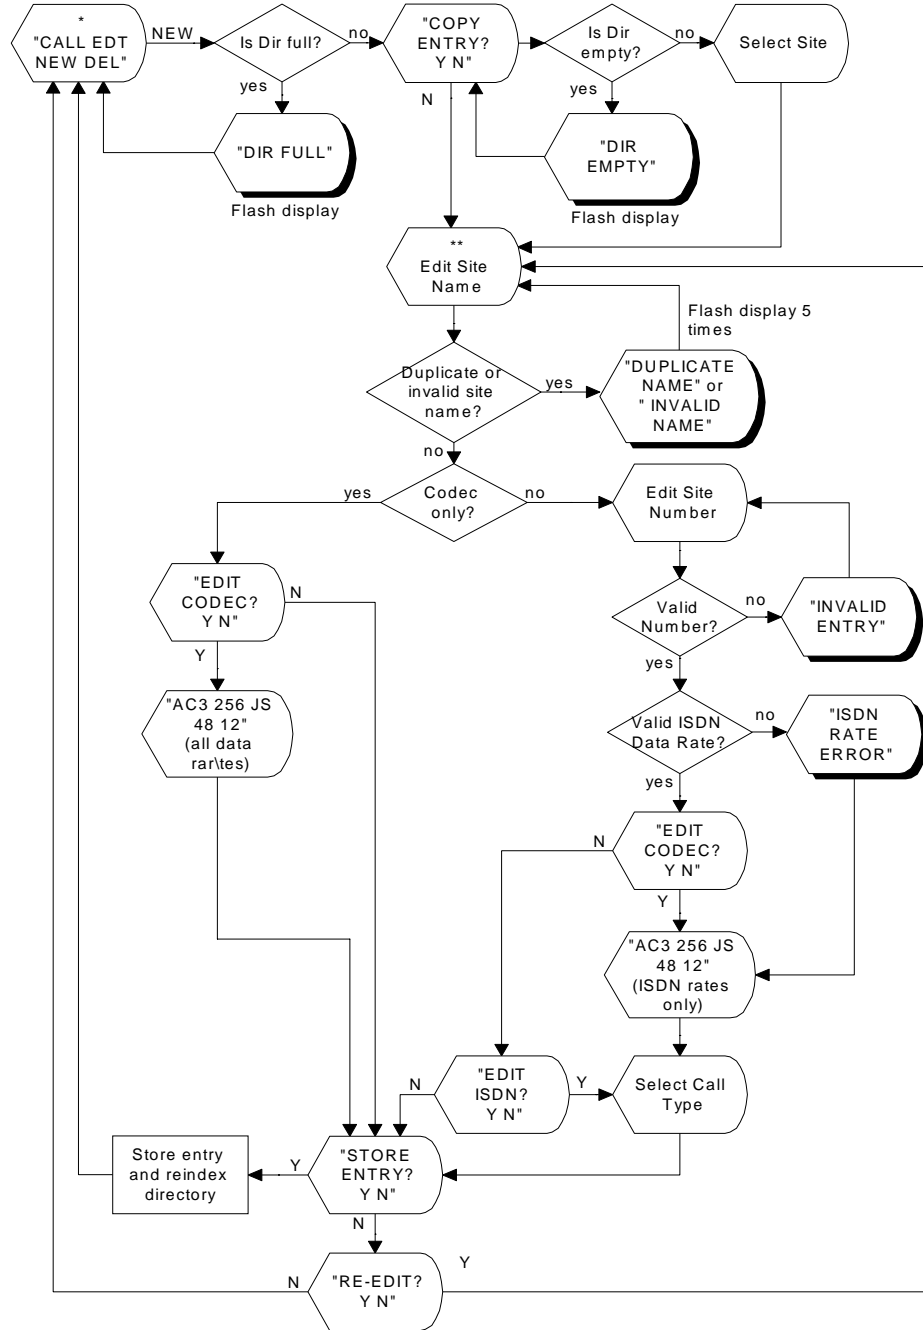 *
"CALL EDT
NEW DEL"
NEW
Is Dir full?
no
"COPY
ENTRY?
Y N"
Is Dir
empty?
no
Select Site
yes
N
yes
"DIR FULL"
Flash display
"DIR
EMPTY"
Flash display
**
Edit Site
Name
Flash display 5
times
Duplicate or
invalid site
name?
yes
"DUPLICATE
NAME" or
" INVALID
NAME"
no
yes
Codec
only?
no
Edit Site
Number
"EDIT
CODEC?
Y N"
N
Valid
Number?
no
"INVALID
ENTRY"
Y
yes
"AC3 256 JS
48 12"
(all data
rar\tes)
Valid ISDN
Data Rate?
no
"ISDN
RATE
ERROR"
yes
N
"EDIT
CODEC?
Y N"
Y
"AC3 256 JS
48 12"
(ISDN rates
only)
N
"EDIT
ISDN?
Y N"
Y
Select Call
Type
Store entry
and reindex
directory
Y
"STORE
ENTRY?
Y N"
N
N
"RE-EDIT?
Y N"
Y